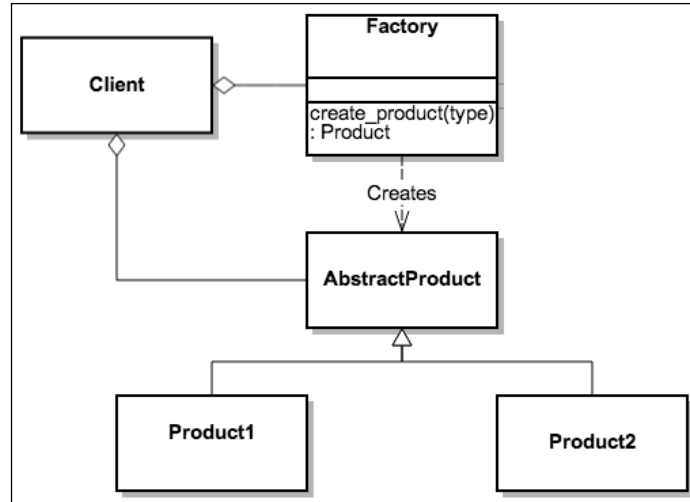 Factory
Client
create_product(type)
: Product
Creates
AbstractProduct
Product1
Product2